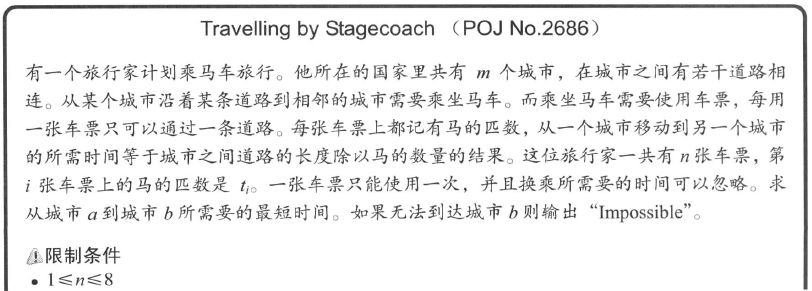 Travelling by Stagecoach （POJ No.2686）
有一个旅行家计划乘马车旅行。他所在的国家里共有 m 个城市，在城市之间有若干道路相
连。从某个城市沿着某条道路到相邻的城市需要乘坐马车。而乘坐马车需要使用车票，每用
一张车票只可以通过一条道路。每张车票上都记有马的匹数，从一个城市移动到另一个城市
的所需时间等于城市之间道路的长度除以马的数量的结果。这位旅行家一共有 n 张车票，第
i 张车票上的马的匹数是 tᵢ。一张车票只能使用一次，并且换乘所需要的时间可以忽略。求
从城市 a 到城市 b 所需要的最短时间。如果无法到达城市 b 则输出“Impossible”。
限制条件
• 1≤n≤8